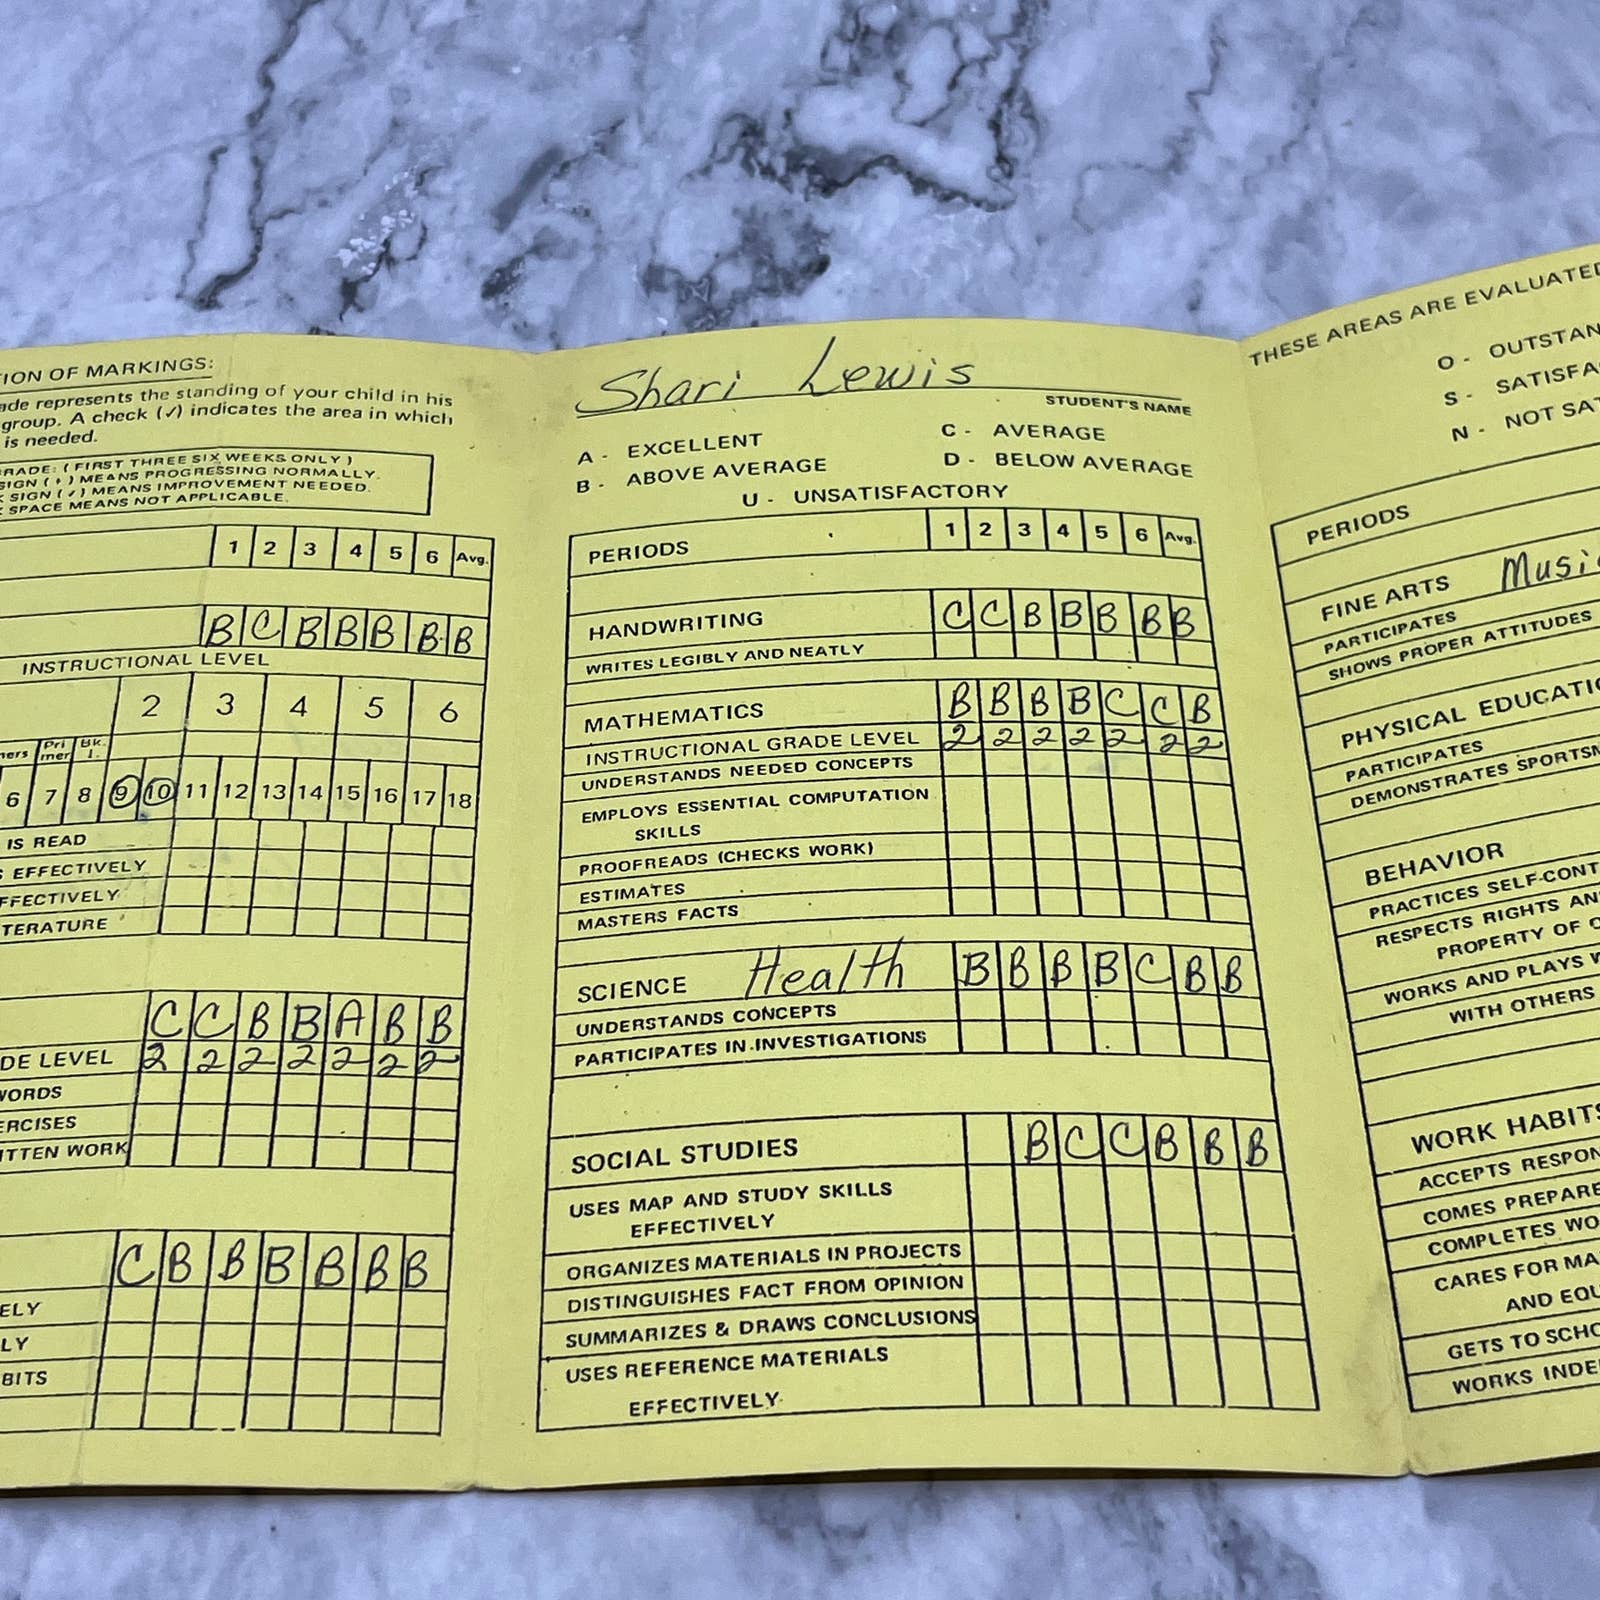 ION OF MARKINGS:
ade represents the standing of your child in his
group. A check (✓) indicates the area in which
is needed.
RADE: ( FIRST THREE SIX WEEKS ONLY )
SIGN ( + ) MEANS PROGRESSING NORMALLY.
K SIGN ( ✓ ) MEANS IMPROVEMENT NEEDED.
SPACE MEANS NOT APPLICABLE.
1 2 3 4 5 6 Avg.
B C B B B B B
INSTRUCTIONAL LEVEL
2 3 4 5 6
mers Pri mer Bk. 1.
6 7 8 9 10 11 12 13 14 15 16 17 18
IS READ
S EFFECTIVELY
FFECTIVELY
TERATURE
C C B B A B B
DE LEVEL 2 2 2 2 2 2 2
WORDS
ERCISES
ITTEN WORK
C B B B B B B
ELY
LY
BITS
Shari Lewis
STUDENT'S NAME
A - EXCELLENT C - AVERAGE
B - ABOVE AVERAGE D - BELOW AVERAGE
U - UNSATISFACTORY
PERIODS 1 2 3 4 5 6 Avg.
HANDWRITING C C B B B B B
WRITES LEGIBLY AND NEATLY
MATHEMATICS B B B B C C B
INSTRUCTIONAL GRADE LEVEL 2 2 2 2 2 2 2
UNDERSTANDS NEEDED CONCEPTS
EMPLOYS ESSENTIAL COMPUTATION
SKILLS
PROOFREADS (CHECKS WORK)
ESTIMATES
MASTERS FACTS
SCIENCE Health B B B B C B B
UNDERSTANDS CONCEPTS
PARTICIPATES IN INVESTIGATIONS
SOCIAL STUDIES B C C B B B
USES MAP AND STUDY SKILLS
EFFECTIVELY
ORGANIZES MATERIALS IN PROJECTS
DISTINGUISHES FACT FROM OPINION
SUMMARIZES & DRAWS CONCLUSIONS
USES REFERENCE MATERIALS
EFFECTIVELY
THESE AREAS ARE EVALUATED
O - OUTSTAN
S - SATISFA
N - NOT SAT
PERIODS
FINE ARTS Music
PARTICIPATES
SHOWS PROPER ATTITUDES
PHYSICAL EDUCATIO
PARTICIPATES
DEMONSTRATES SPORTSM
BEHAVIOR
PRACTICES SELF-CONT
RESPECTS RIGHTS AN
PROPERTY OF O
WORKS AND PLAYS W
WITH OTHERS
WORK HABITS
ACCEPTS RESPON
COMES PREPARE
COMPLETES WO
CARES FOR MA
AND EQU
GETS TO SCHO
WORKS INDE